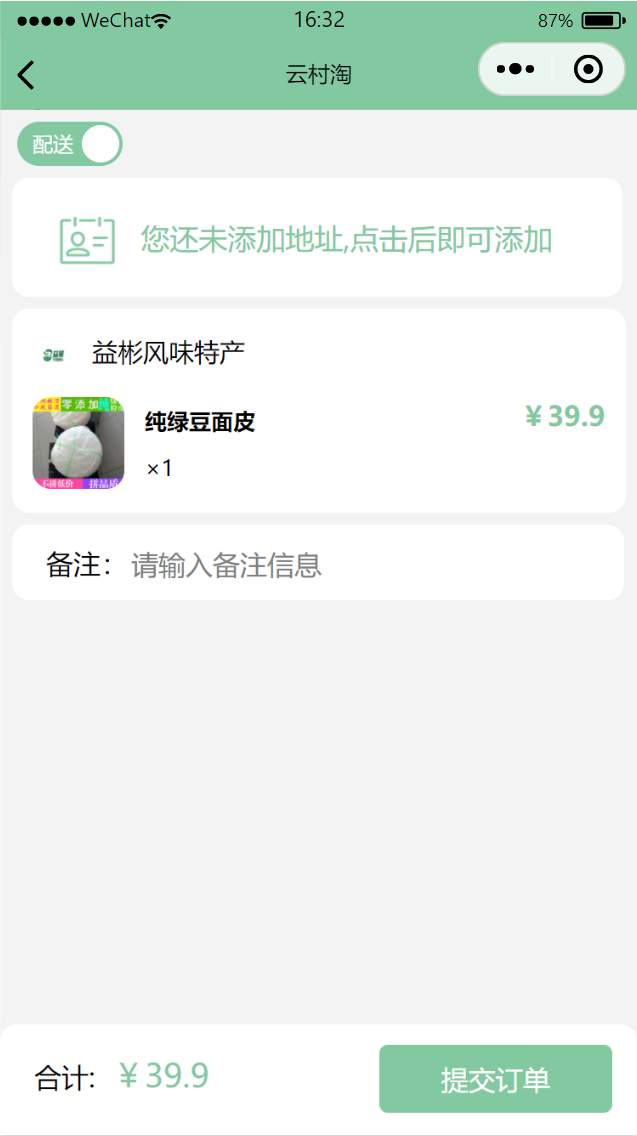 WeChat 16:32 87%
云村淘
配送
您还未添加地址,点击后即可添加
益彬风味特产
零添加
纯绿豆面皮
¥39.9
×1
不拼低价 拼品质
备注: 请输入备注信息
合计: ¥39.9
提交订单